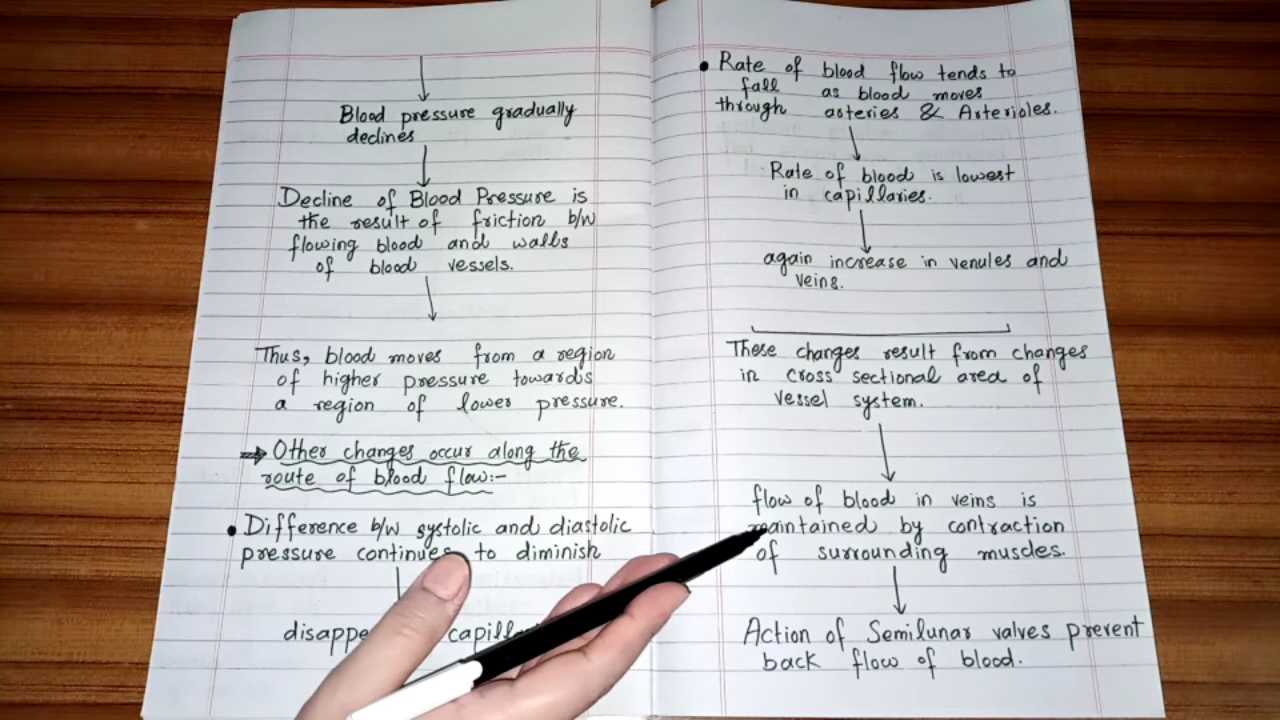 Blood pressure gradually
declines
Decline of Blood Pressure is
the result of friction b/w
flowing blood and walls
of blood vessels.
Thus, blood moves from a region
of higher pressure towards
a region of lower pressure.
Other changes occur along the
route of blood flow:-
• Difference b/w systolic and diastolic
pressure continues to diminish
• Rate of blood flow tends to
fall as blood moves
through arteries & Arterioles.
Rate of blood is lowest
in capillaries.
again increase in venules and
veins.
These changes result from changes
in cross sectional area of
vessel system.
flow of blood in veins is
maintained by contraction
of surrounding muscles.
Action of Semilunar valves prevent
back flow of blood.